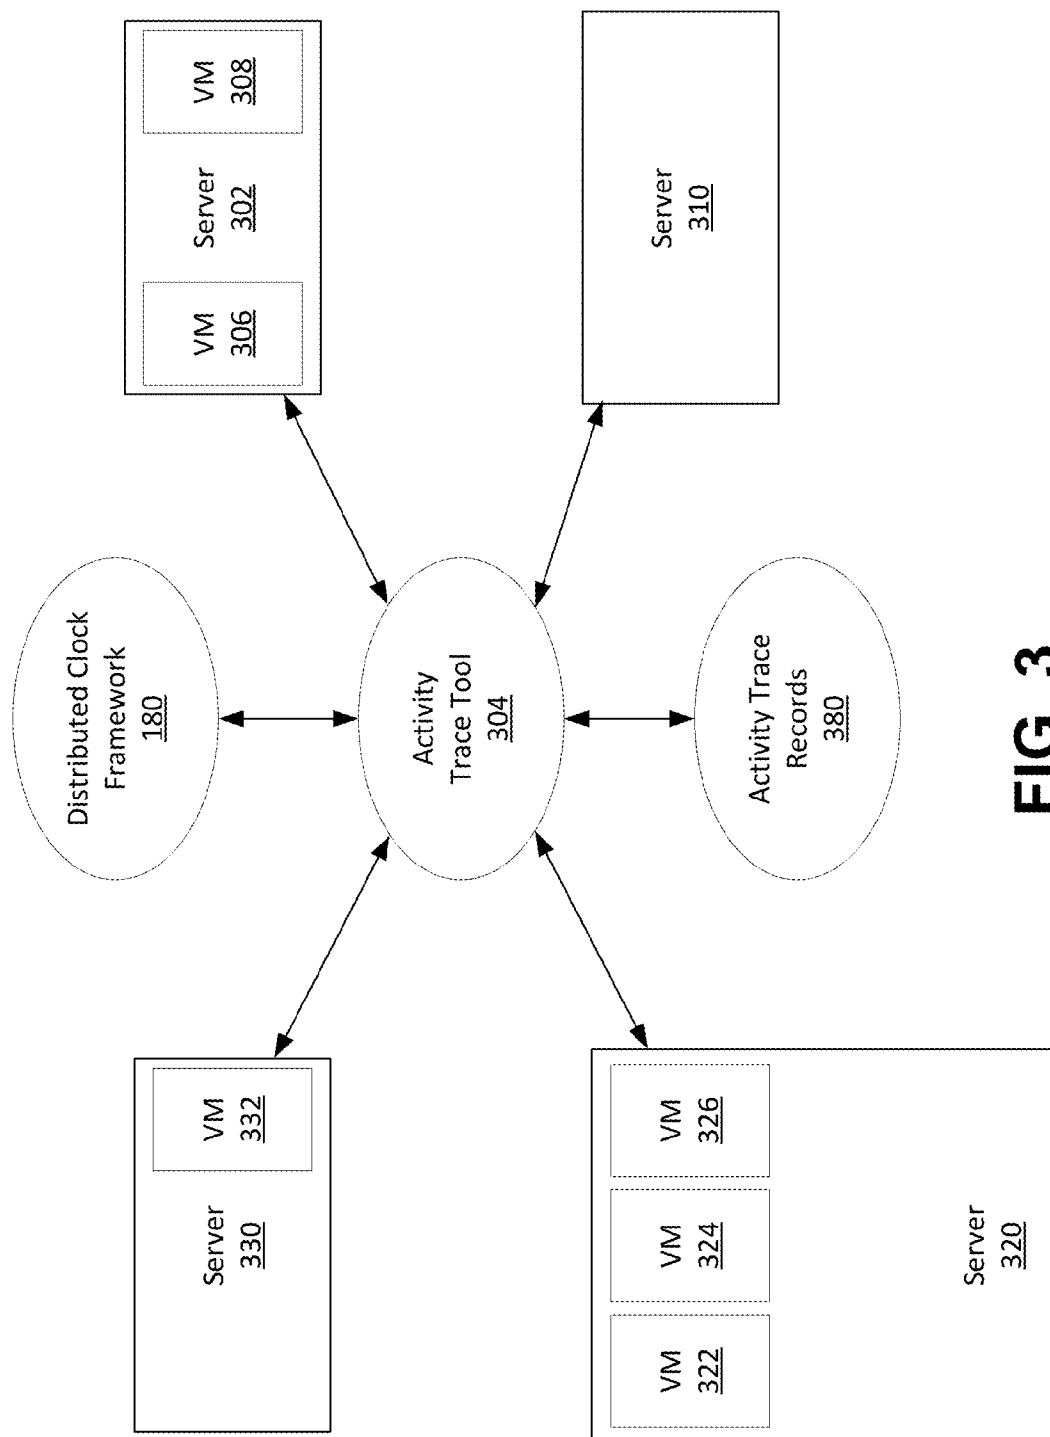 Distributed Clock
Framework
180
Server
330
VM
332
VM
306
Server
302
VM
308
Activity
Trace Tool
304
VM
322
VM
324
VM
326
Server
320
Activity Trace
Records
380
Server
310
FIG. 3